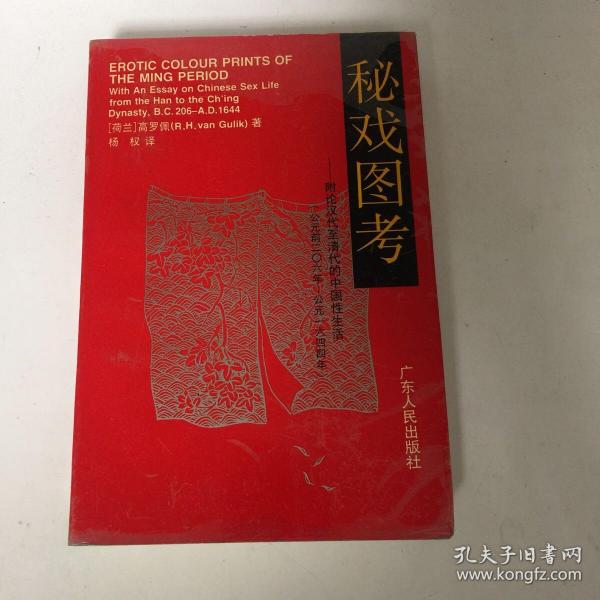 EROTIC COLOUR PRINTS OF
THE MING PERIOD
With An Essay on Chinese Sex Life
from the Han to the Ch'ing
Dynasty, B.C. 206–A.D. 1644
[荷兰]高罗佩(R.H. van Gulik) 著
杨 权 译
秘戏图考
——附论汉代至清代的中国性生活
公元前二〇六年—公元一六四四年
广东人民出版社
孔夫子旧书网
www.kongfz.com